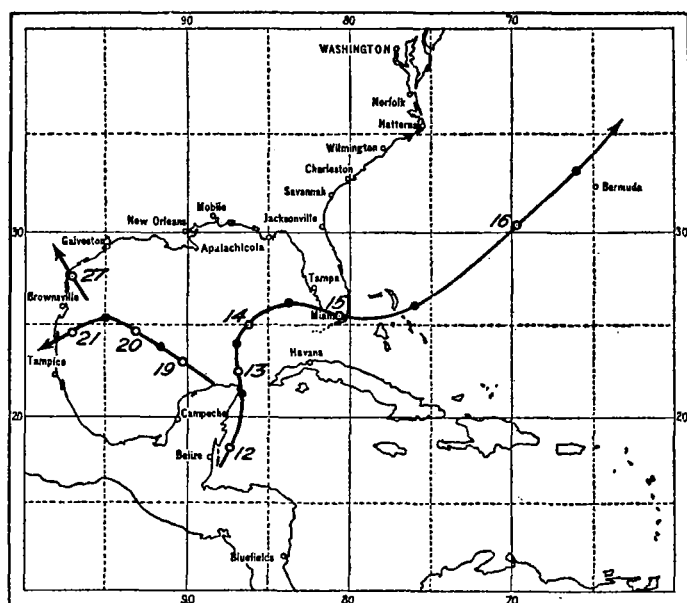 90 80 70
WASHINGTON
Norfolk
Hatteras
Wilmington
Charleston
Savannah
Bermuda
Mobile
New Orleans
Jacksonville
16
30 30
Galveston
Apalachicola
27
Tampa
Brownsville
15
14
Miami
21
20
Havana
Tampico
19
13
20 20
Campeche
12
Belize
Bluefields
90 80 70